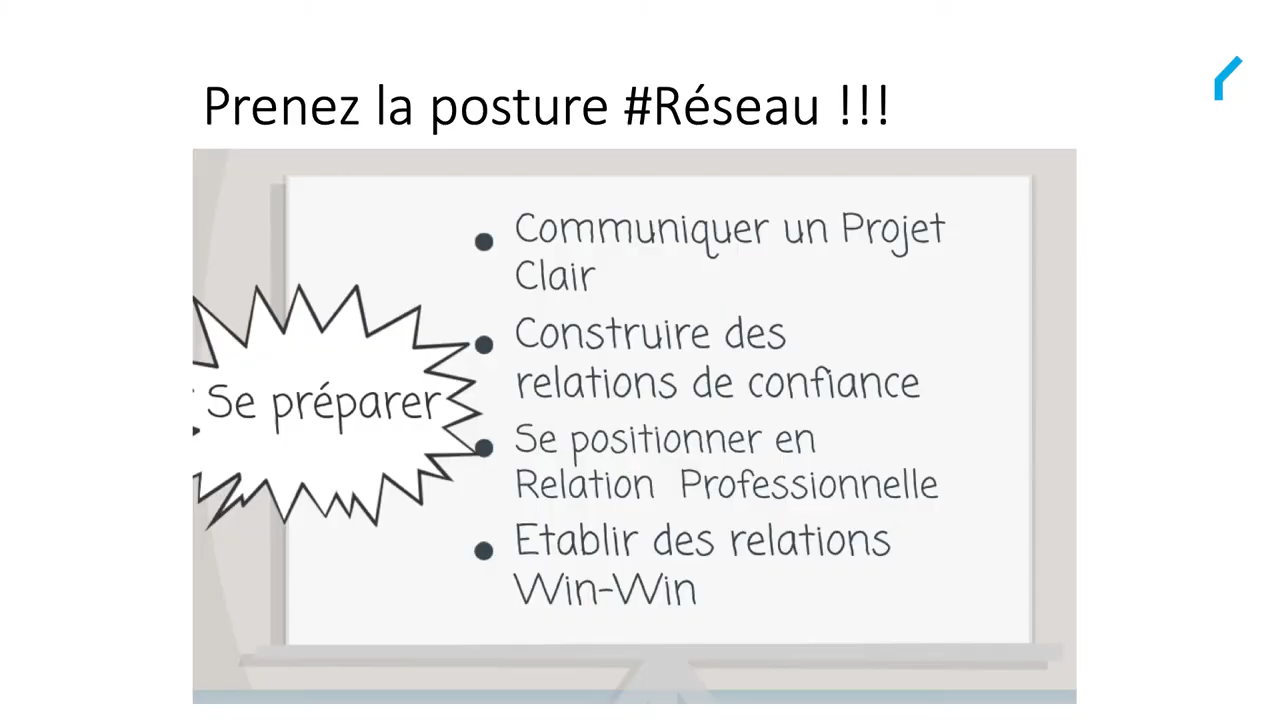 Prenez la posture #Réseau !!!
Se préparer
Communiquer un Projet
Clair
Construire des
relations de confiance
Se positionner en
Relation Professionnelle
Etablir des relations
Win-Win